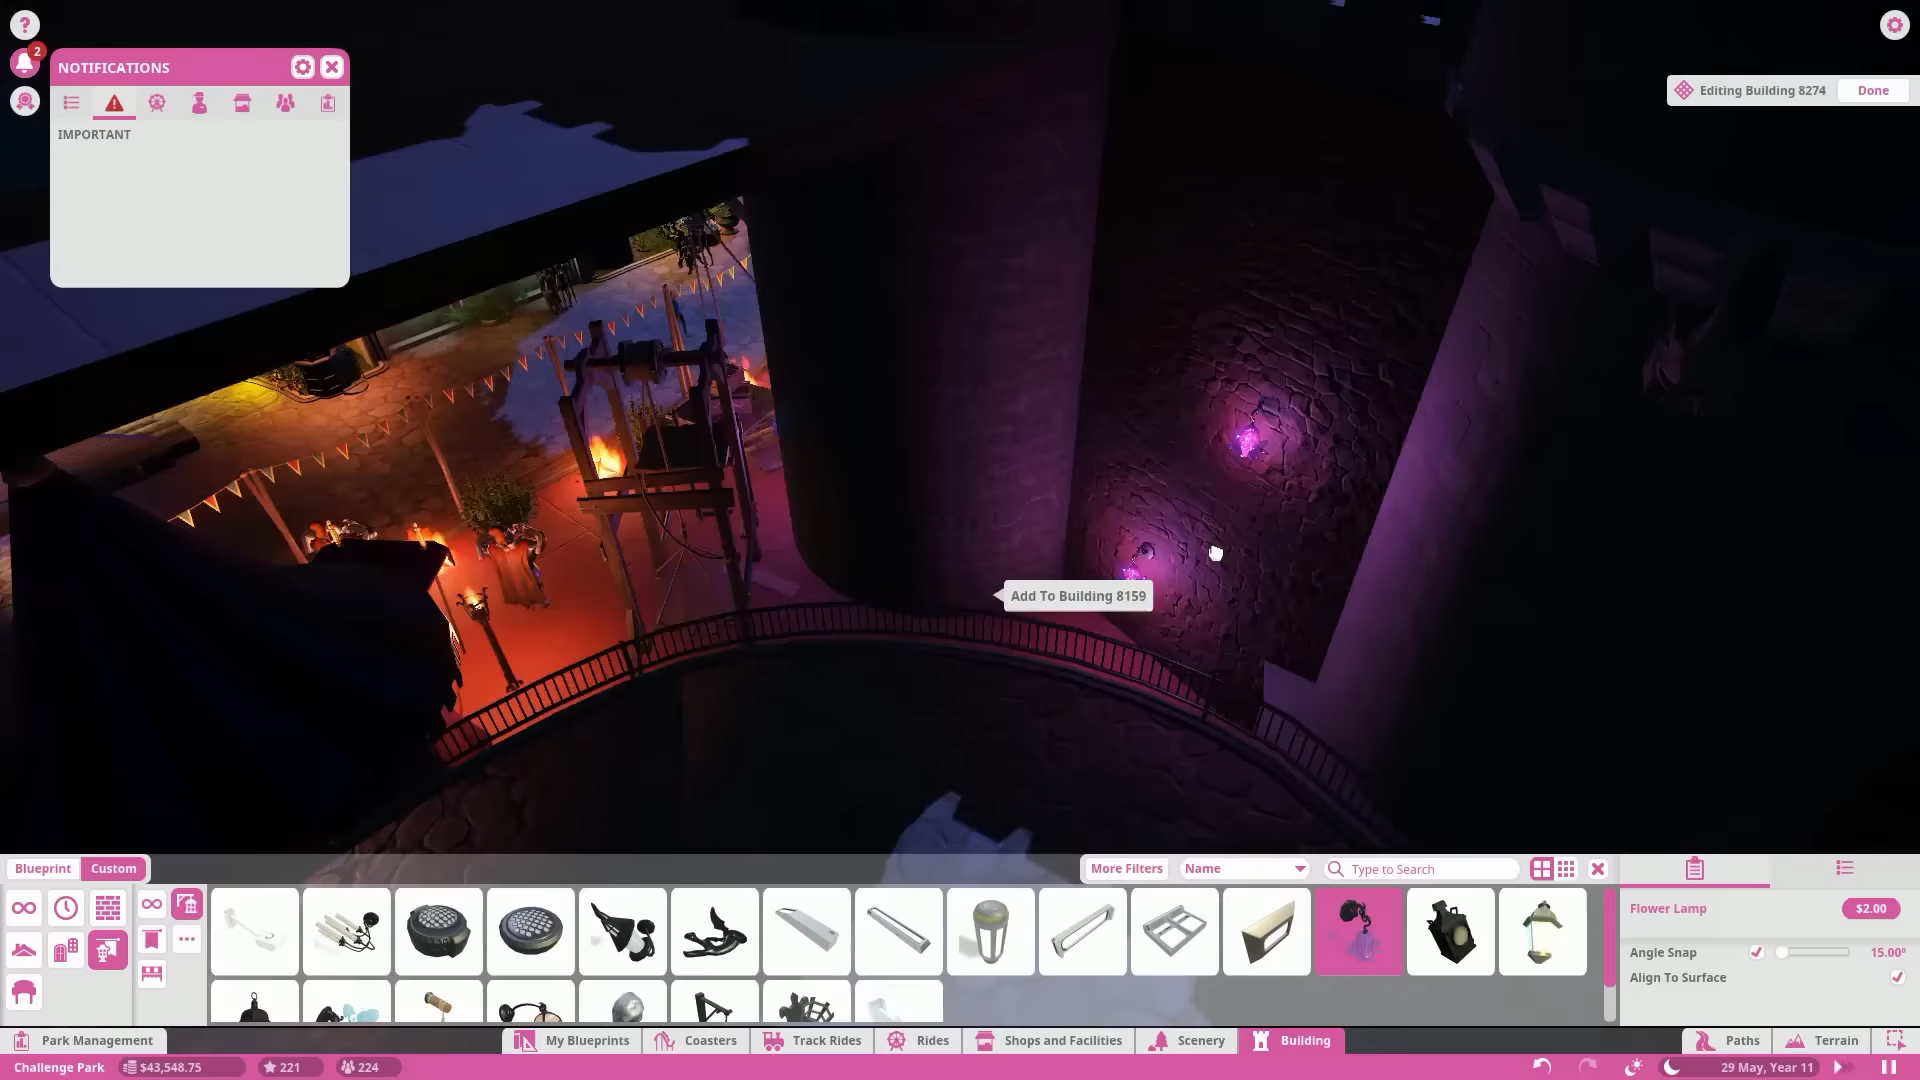 ?
2
NOTIFICATIONS
IMPORTANT
Editing Building 8274
Done
Add To Building 8159
Blueprint
Custom
More Filters
Name
Type to Search
Flower Lamp
$2.00
Angle Snap
15.00°
Align To Surface
Park Management
My Blueprints
Coasters
Track Rides
Rides
Shops and Facilities
Scenery
Building
Paths
Terrain
Challenge Park
$43,548.75
221
224
29 May, Year 11